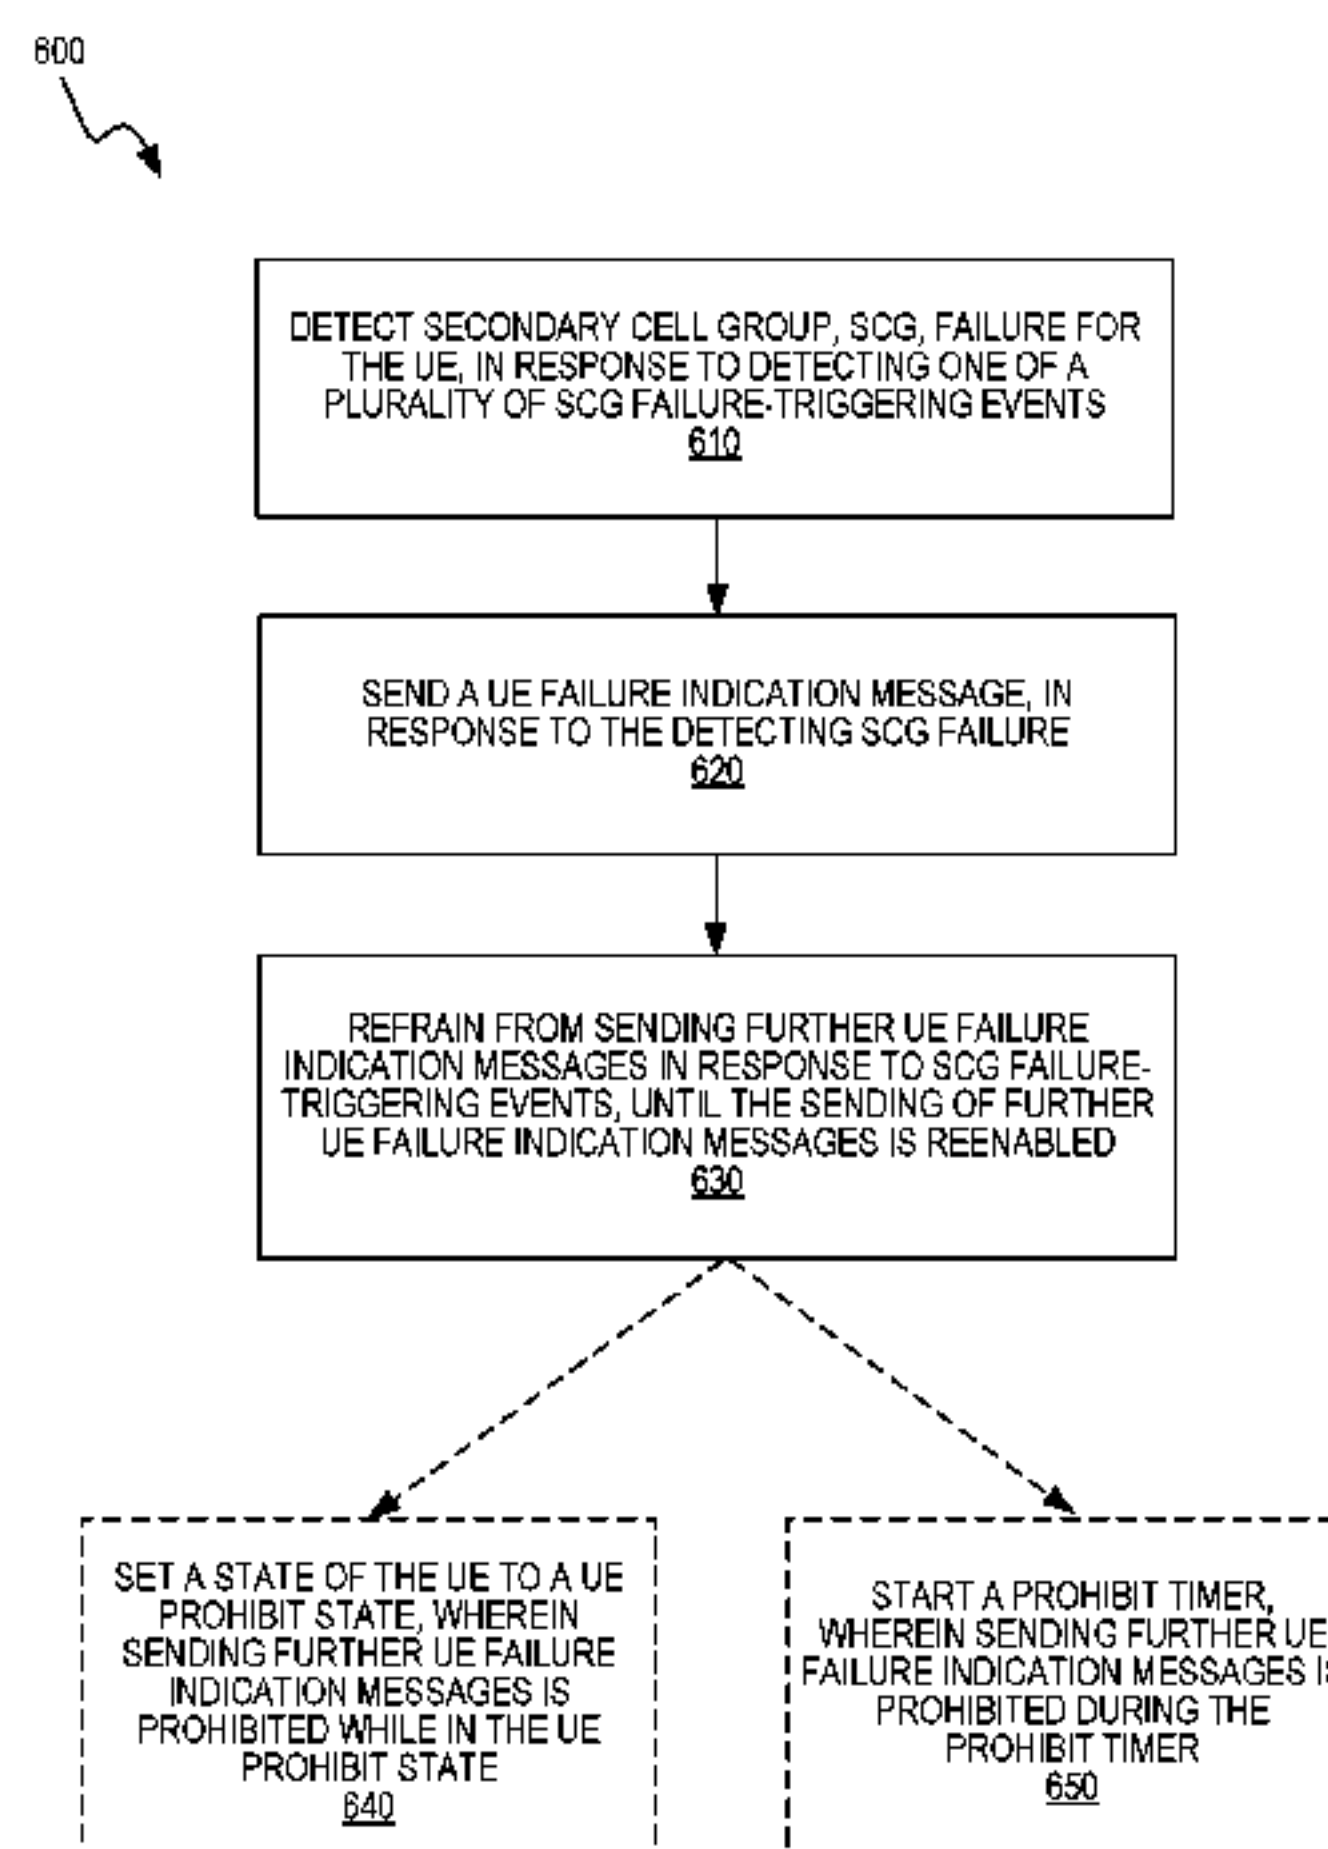 600
DETECT SECONDARY CELL GROUP, SCG, FAILURE FOR
THE UE, IN RESPONSE TO DETECTING ONE OF A
PLURALITY OF SCG FAILURE-TRIGGERING EVENTS
610
SEND A UE FAILURE INDICATION MESSAGE, IN
RESPONSE TO THE DETECTING SCG FAILURE
620
REFRAIN FROM SENDING FURTHER UE FAILURE
INDICATION MESSAGES IN RESPONSE TO SCG FAILURE-
TRIGGERING EVENTS, UNTIL THE SENDING OF FURTHER
UE FAILURE INDICATION MESSAGES IS REENABLED
630
SET A STATE OF THE UE TO A UE
PROHIBIT STATE, WHEREIN
SENDING FURTHER UE FAILURE
INDICATION MESSAGES IS
PROHIBITED WHILE IN THE UE
PROHIBIT STATE
640
START A PROHIBIT TIMER,
WHEREIN SENDING FURTHER UE
FAILURE INDICATION MESSAGES IS
PROHIBITED DURING THE
PROHIBIT TIMER
650